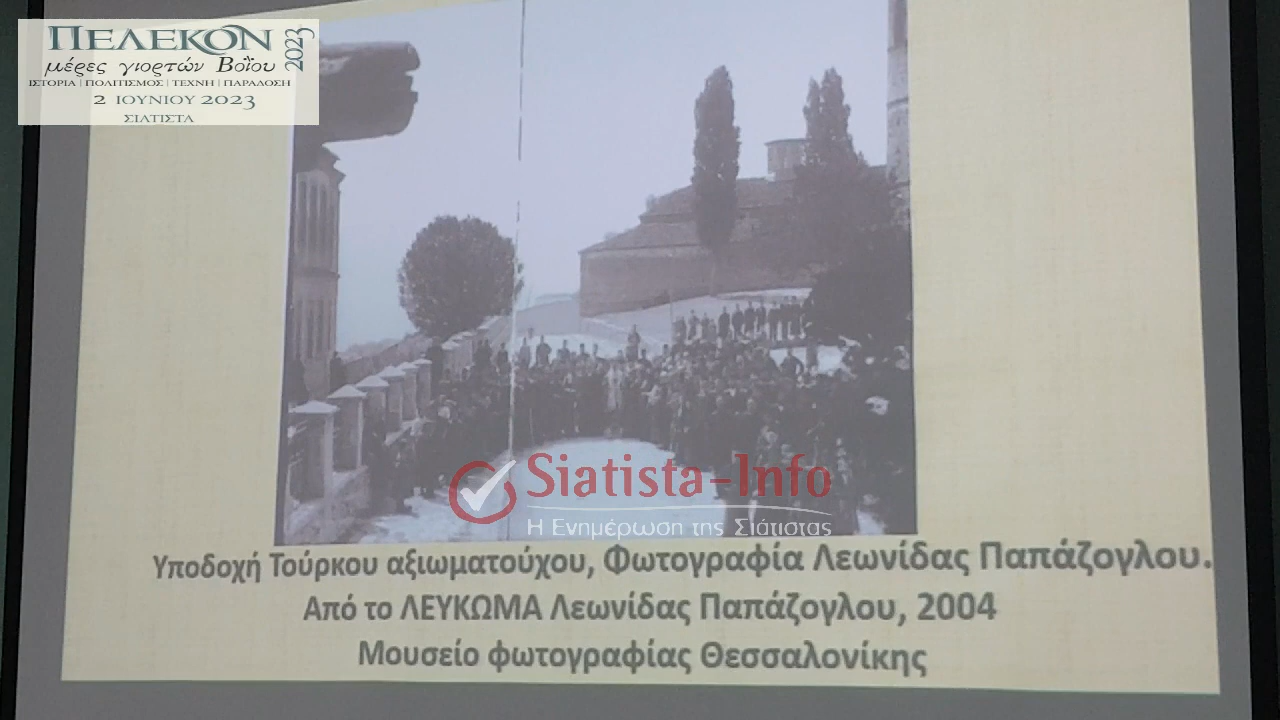 ΠΕΛΕΚΟΝ 2023
μέρες γιορτών Βοΐου
ΙΣΤΟΡΙΑ | ΠΟΛΙΤΙΣΜΟΣ | ΤΕΧΝΗ | ΠΑΡΑΔΟΣΗ
2 ΙΟΥΝΙΟΥ 2023
ΣΙΑΤΙΣΤΑ
Siatista-Info
Η Ενημέρωση της Σιάτιστας
Υποδοχή Τούρκου αξιωματούχου, Φωτογραφία Λεωνίδας Παπάζογλου.
Από το ΛΕΥΚΩΜΑ Λεωνίδας Παπάζογλου, 2004
Μουσείο φωτογραφίας Θεσσαλονίκης